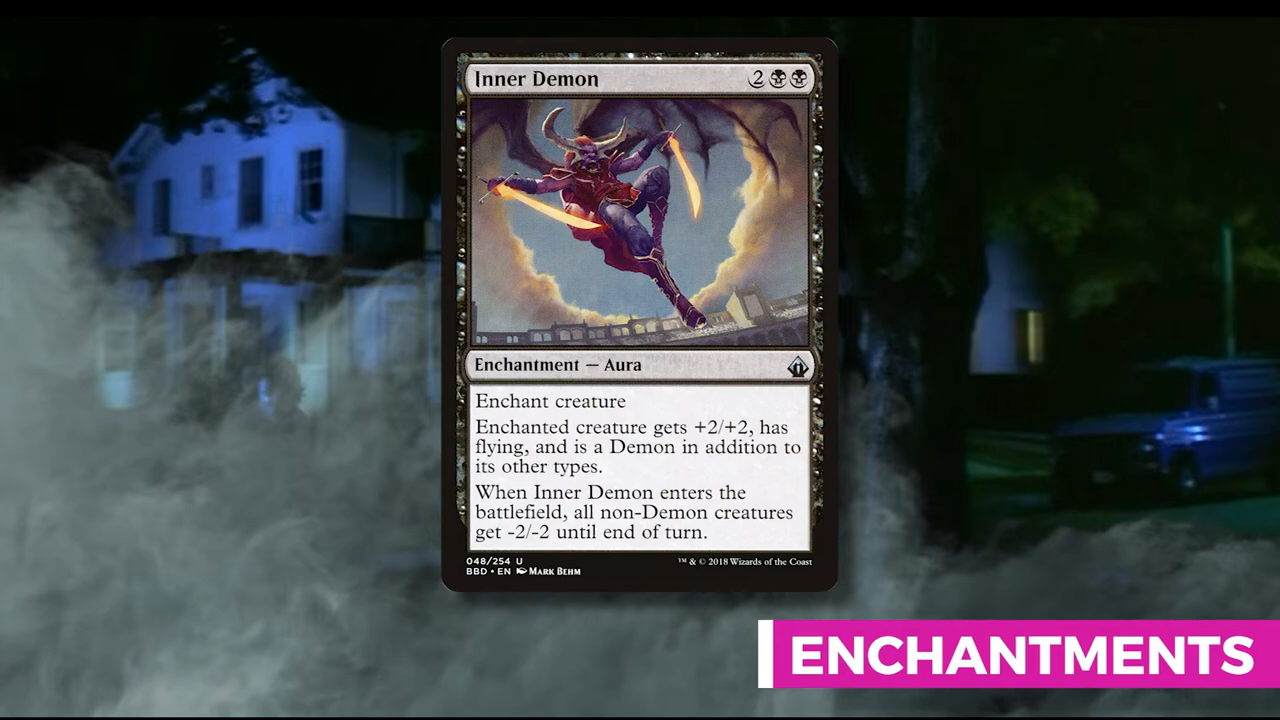 Inner Demon 2
Enchantment — Aura
Enchant creature
Enchanted creature gets +2/+2, has
flying, and is a Demon in addition to
its other types.
When Inner Demon enters the
battlefield, all non-Demon creatures
get -2/-2 until end of turn.
048/254 U
BBD • EN Mark Behm
™ & © 2018 Wizards of the Coast
ENCHANTMENTS